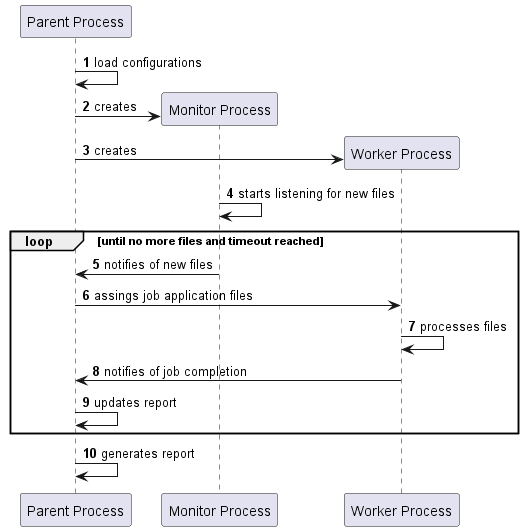 Parent Process
1 load configurations
2 creates
Monitor Process
3 creates
Worker Process
4 starts listening for new files
loop [until no more files and timeout reached]
5 notifies of new files
6 assings job application files
7 processes files
8 notifies of job completion
9 updates report
10 generates report
Parent Process Monitor Process Worker Process